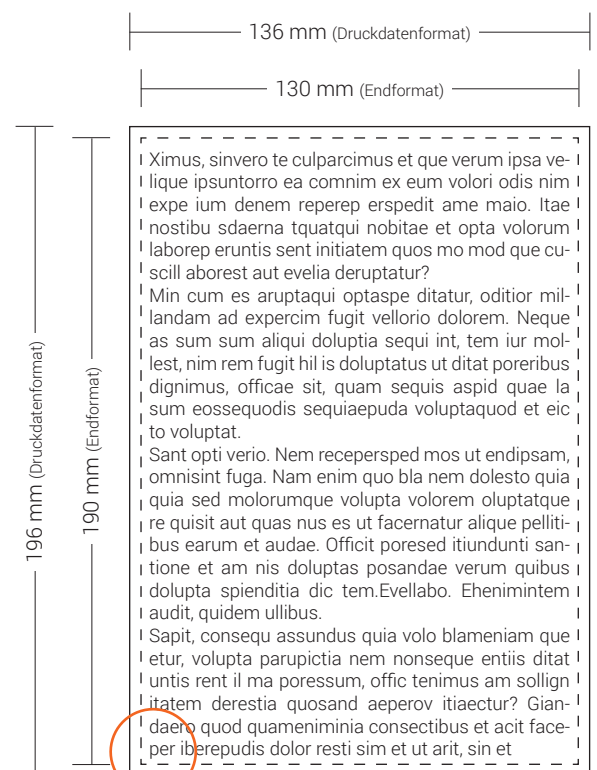 136 mm (Druckdatenformat)
130 mm (Endformat)
196 mm (Druckdatenformat)
190 mm (Endformat)
Ximus, sinvero te culparcimus et que verum ipsa ve-
lique ipsuntorro ea comnim ex eum volori odis nim
expe ium denem reperep erspedit ame maio. Itae
nostibu sdaerna tquatqui nobitae et opta volorum
laborep eruntis sent initiatem quos mo mod que cu-
scill aborest aut evelia deruptatur?
Min cum es aruptaqui optaspe ditatur, oditior mil-
landam ad expercim fugit vellorio dolorem. Neque
as sum sum aliqui doluptia sequi int, tem iur mol-
lest, nim rem fugit hil is doluptatus ut ditat poreribus
dignimus, officae sit, quam sequis aspid quae la
sum eossequodis sequiaepuda voluptaquod et eic
to voluptat.
Sant opti verio. Nem recepersped mos ut endipsam,
omnisint fuga. Nam enim quo bla nem dolesto quia
quia sed molorumque volupta volorem oluptatque
re quisit aut quas nus es ut facernatur alique pelliti-
bus earum et audae. Officit poresed itiundunti san-
tione et am nis doluptas posandae verum quibus
dolupta spienditia dic tem.Evellabo. Ehenimintem
audit, quidem ullibus.
Sapit, consequ assundus quia volo blameniam que
etur, volupta parupictia nem nonseque entiis ditat
untis rent il ma poressum, offic tenimus am sollign
itatem derestia quosand aeperov itiaectur? Gian-
daero quod quameniminia consectibus et acit face-
per iberepudis dolor resti sim et ut arit, sin et